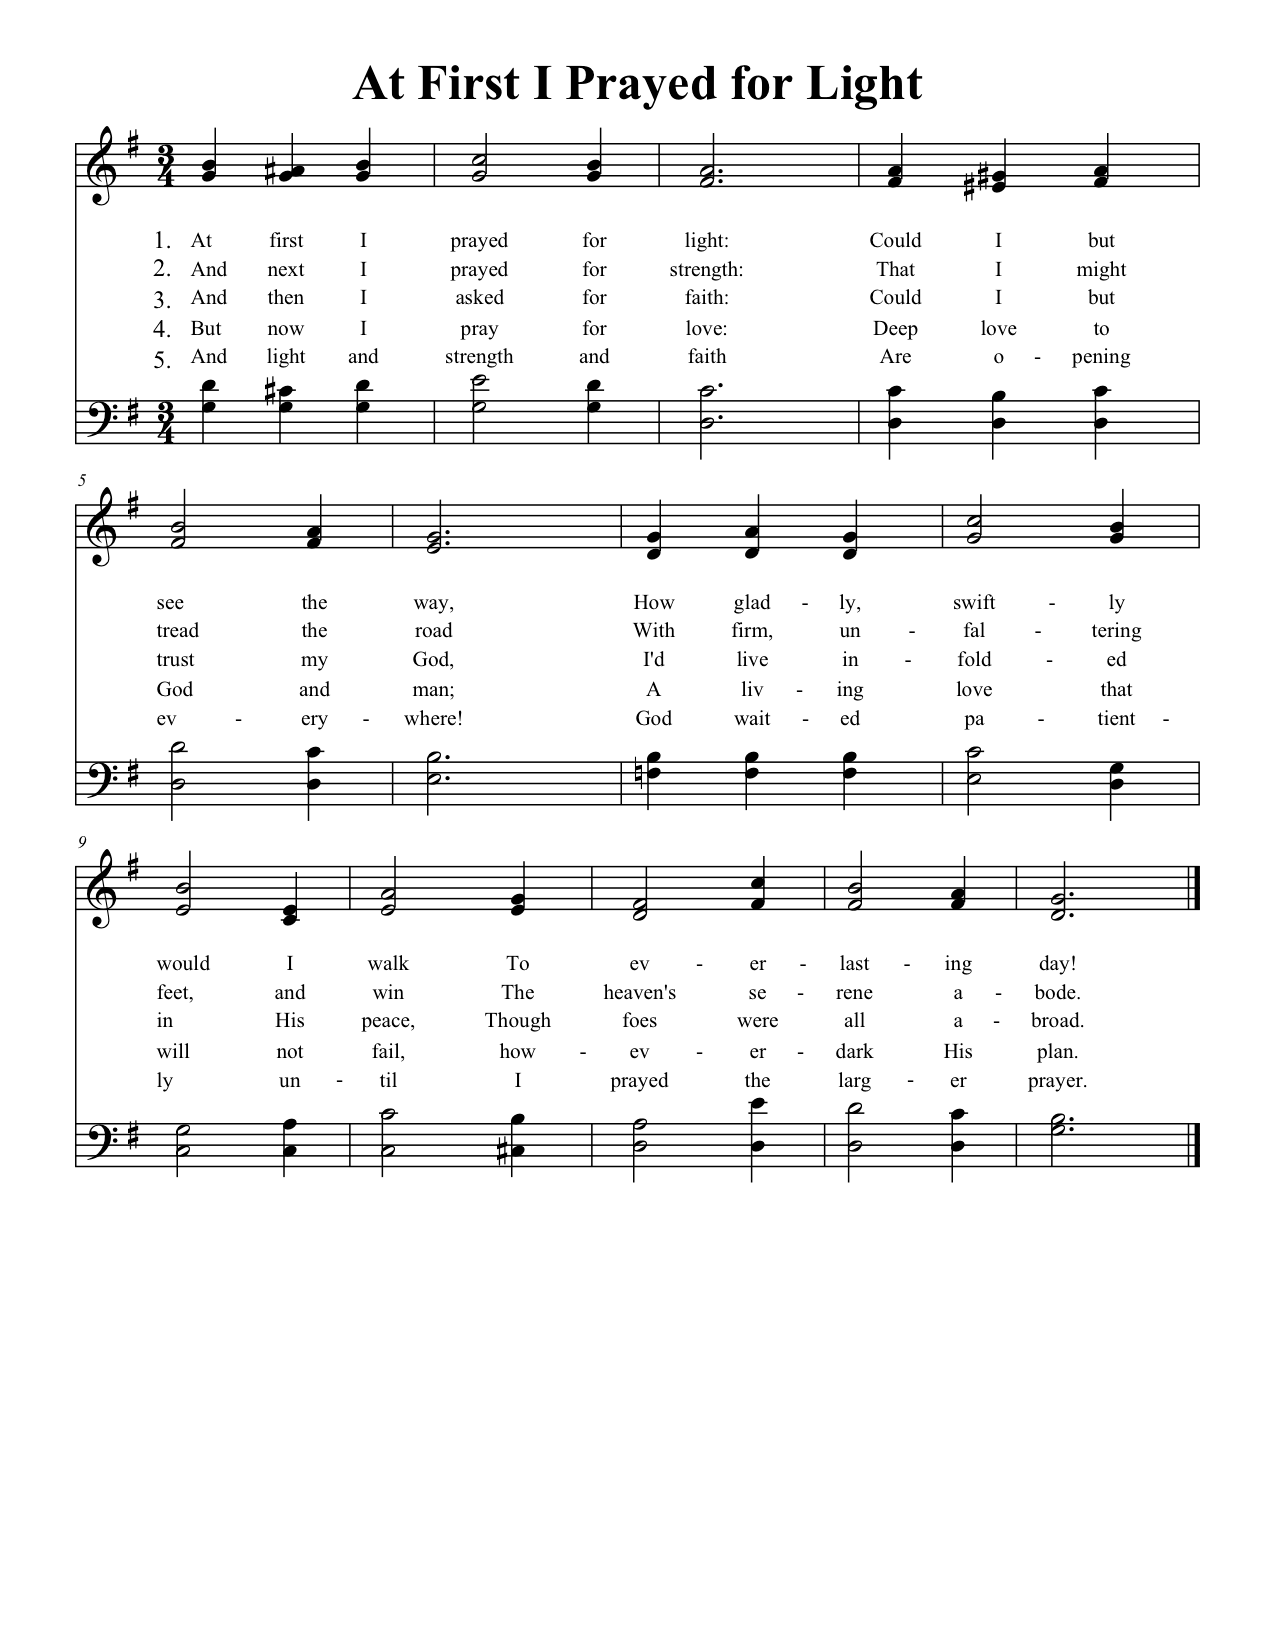 At First I Prayed for Light
3
4
1. At first I prayed for light: Could I but
2. And next I prayed for strength: That I might
3. And then I asked for faith: Could I but
4. But now I pray for love: Deep love to
5. And light and strength and faith Are o - pening
3
4
5
see the way, How glad - ly, swift - ly
tread the road With firm, un - fal - tering
trust my God, I'd live in - fold - ed
God and man; A liv - ing love that
ev - ery - where! God wait - ed pa - tient -
9
would I walk To ev - er - last - ing day!
feet, and win The heaven's se - rene a - bode.
in His peace, Though foes were all a - broad.
will not fail, how - ev - er - dark His plan.
ly un - til I prayed the larg - er prayer.